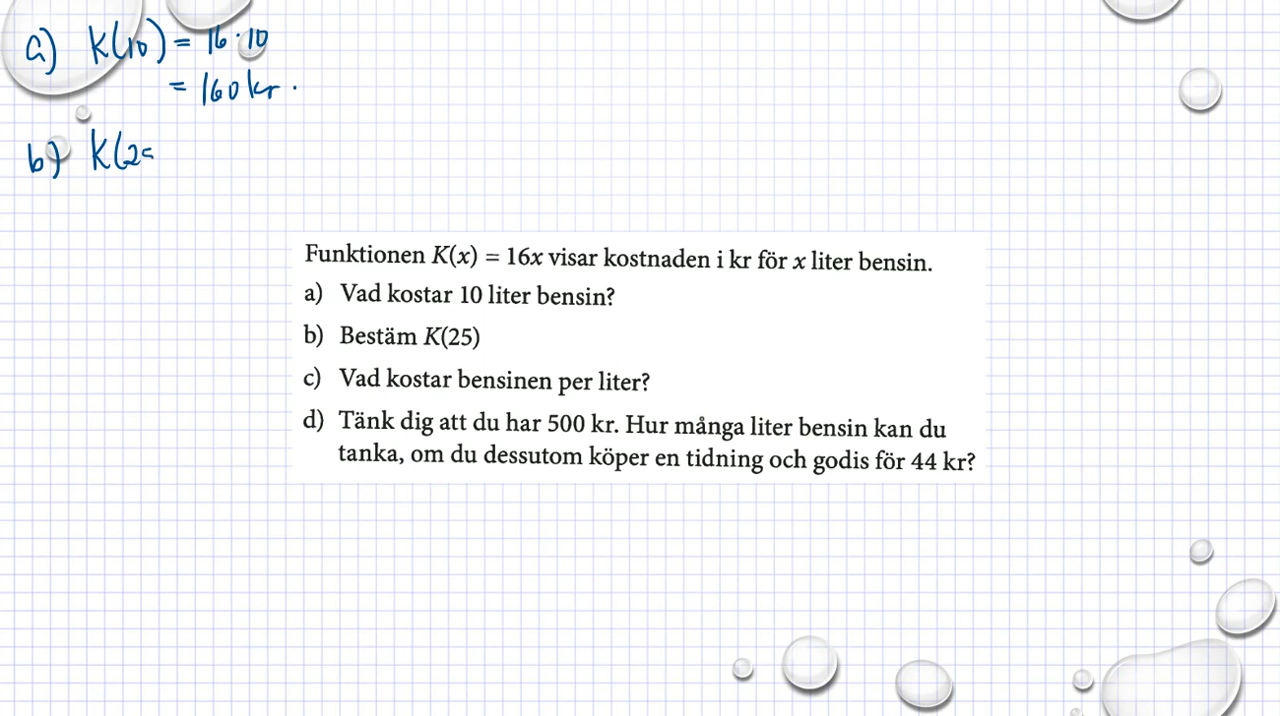 a) K(10) = 16 · 10
= 160 kr.
b) K(25
Funktionen K(x) = 16x visar kostnaden i kr för x liter bensin.
a) Vad kostar 10 liter bensin?
b) Bestäm K(25)
c) Vad kostar bensinen per liter?
d) Tänk dig att du har 500 kr. Hur många liter bensin kan du
tanka, om du dessutom köper en tidning och godis för 44 kr?